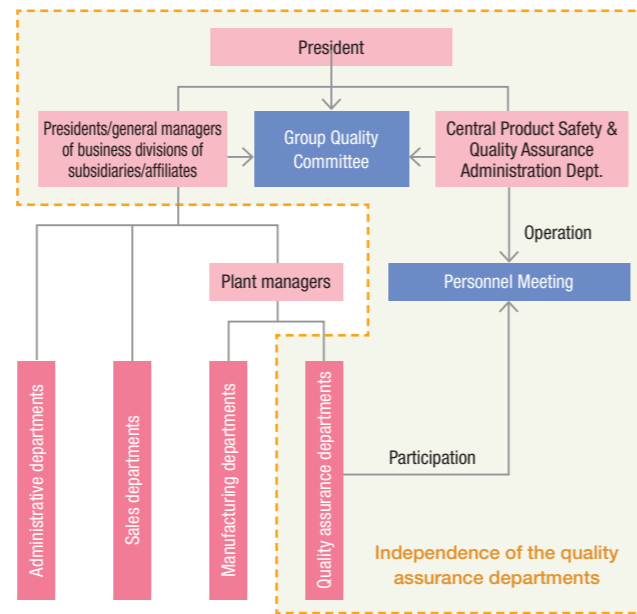 President
Presidents/general managers
of business divisions of
subsidiaries/affiliates
Group Quality
Committee
Central Product Safety &
Quality Assurance
Administration Dept.
Operation
Plant managers
Personnel Meeting
Administrative departments
Sales departments
Manufacturing departments
Quality assurance departments
Participation
Independence of the quality
assurance departments